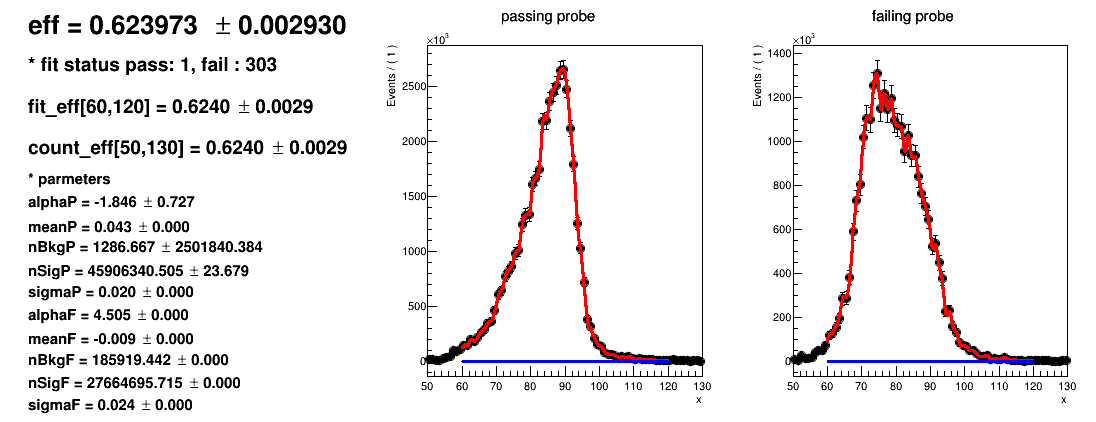 eff = 0.623973 ± 0.002930
* fit status pass: 1, fail : 303
fit_eff[60,120] = 0.6240 ± 0.0029
count_eff[50,130] = 0.6240 ± 0.0029
* parmeters
alphaP = -1.846 ± 0.727
meanP = 0.043 ± 0.000
nBkgP = 1286.667 ± 2501840.384
nSigP = 45906340.505 ± 23.679
sigmaP = 0.020 ± 0.000
alphaF = 4.505 ± 0.000
meanF = -0.009 ± 0.000
nBkgF = 185919.442 ± 0.000
nSigF = 27664695.715 ± 0.000
sigmaF = 0.024 ± 0.000
passing probe
×10³
Events / ( 1 )
2500
2000
1500
1000
500
0
50 60 70 80 90 100 110 120 130
x
failing probe
×10³
Events / ( 1 )
1400
1200
1000
800
600
400
200
0
50 60 70 80 90 100 110 120 130
x